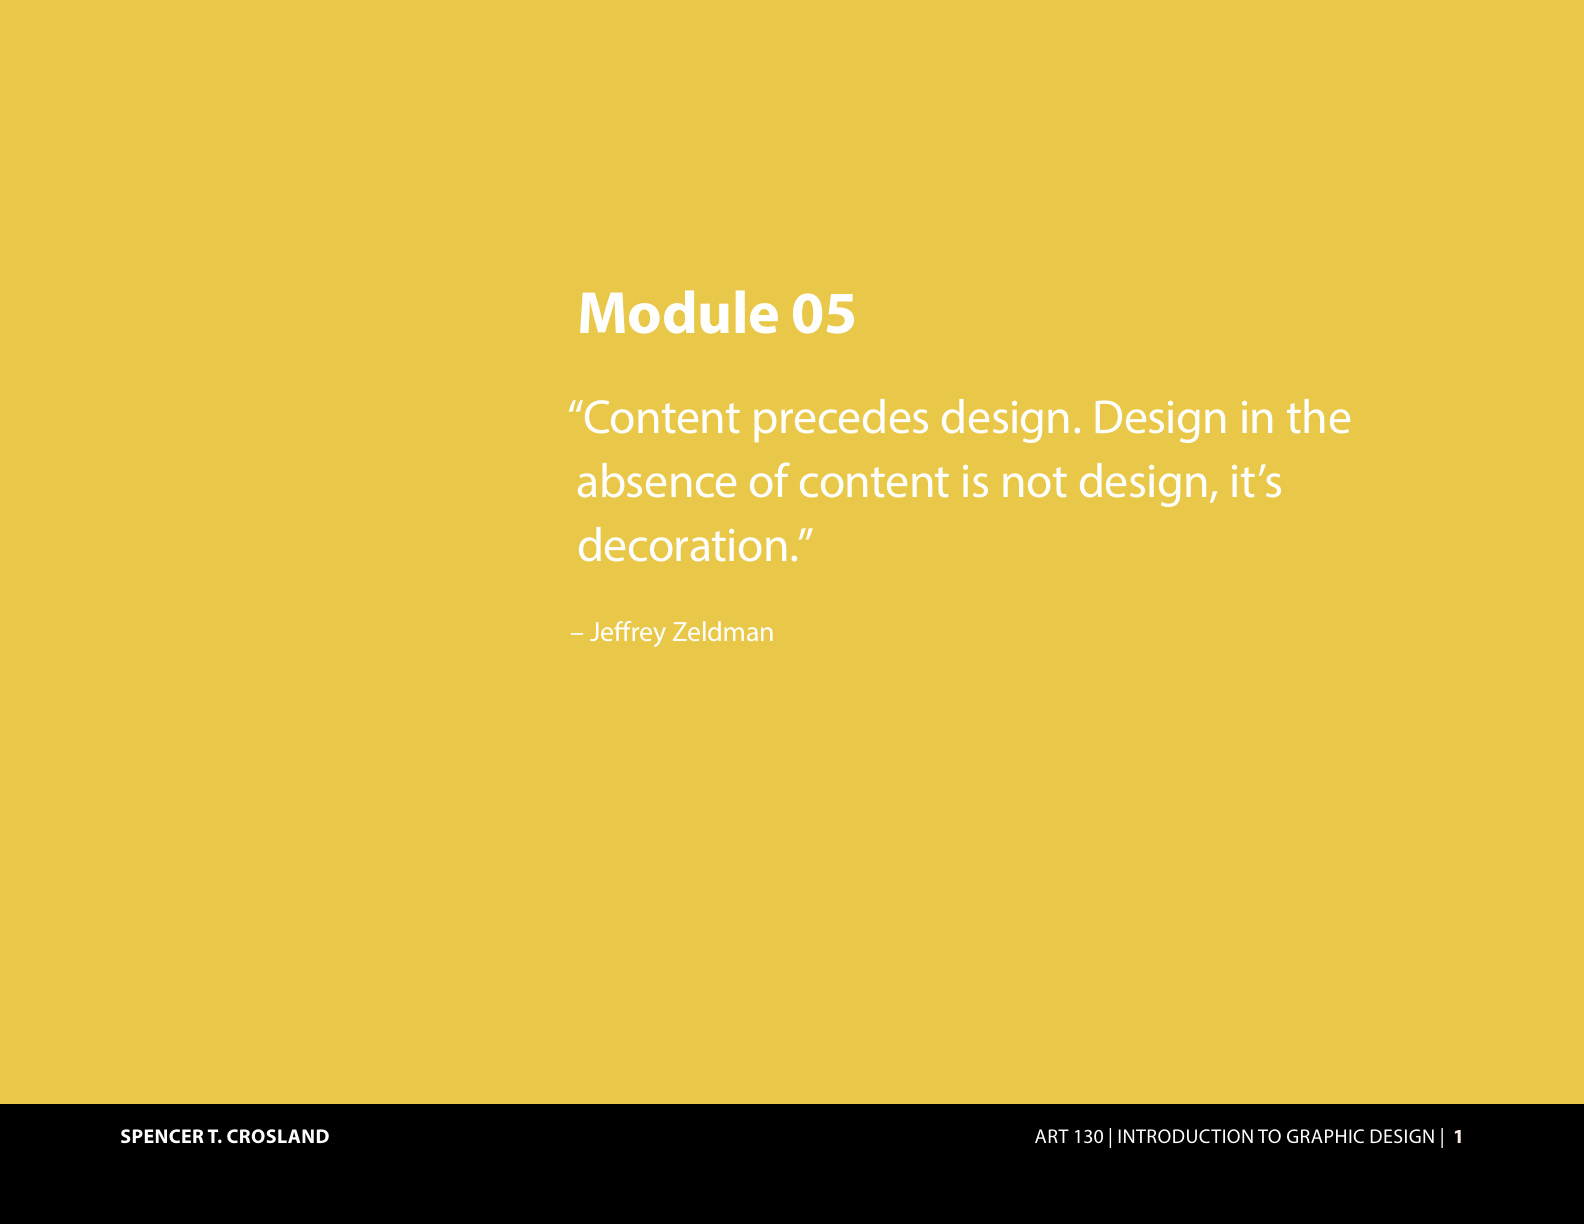 Module 05
“Content precedes design. Design in the
absence of content is not design, it’s
decoration.”
– Jeffrey Zeldman
SPENCER T. CROSLAND
ART 130 | INTRODUCTION TO GRAPHIC DESIGN | 1